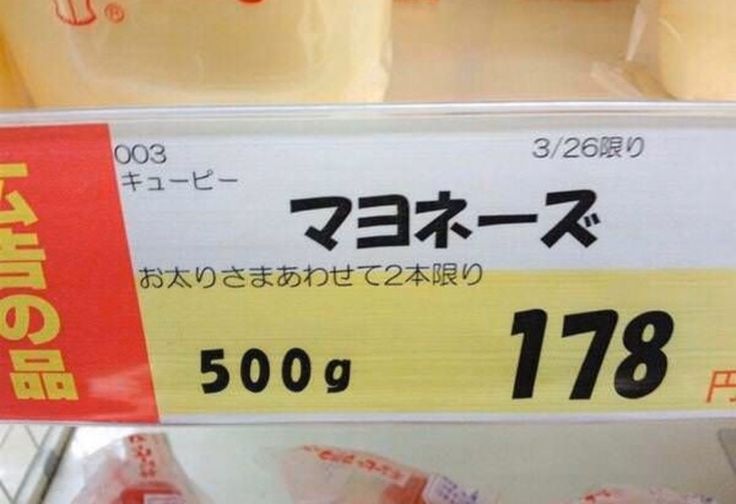 広告の品
003
3/26限り
キューピー
マヨネーズ
お太りさまあわせて2本限り
500g
178
円